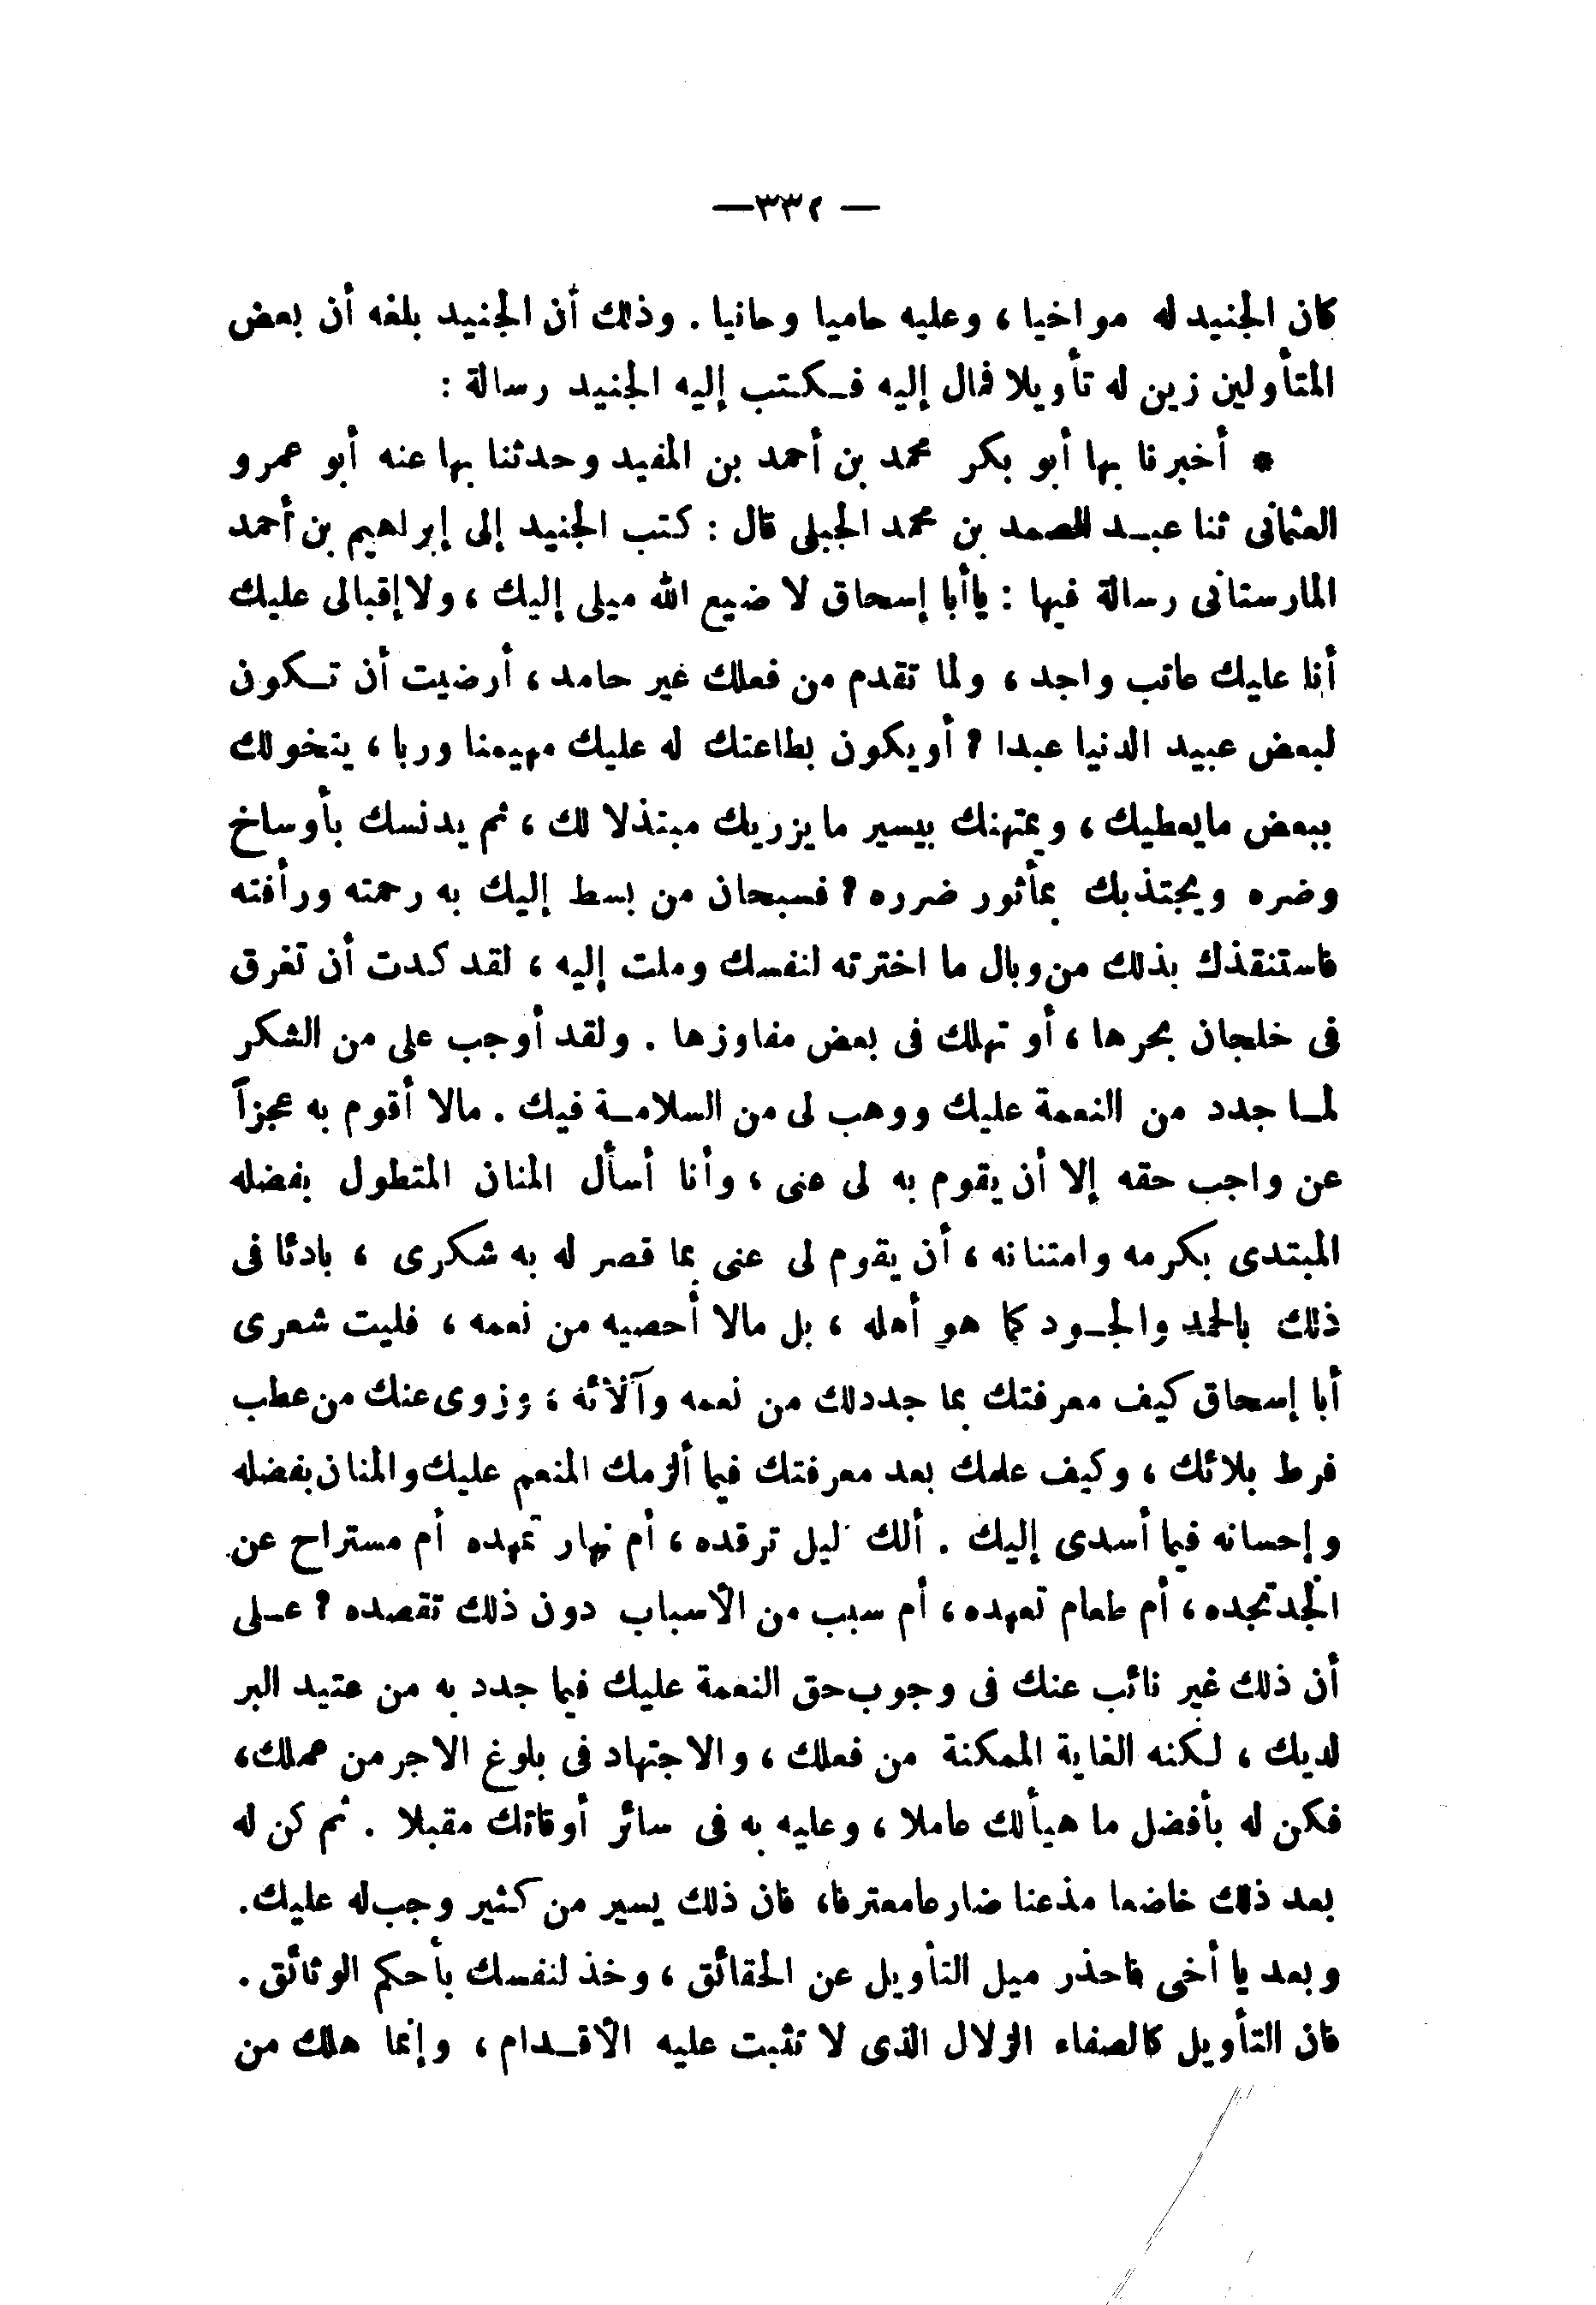 — ٣٣٢ —
كان الجنيد له مواخيا ، وعليه حاميا وحانيا . وذلك أن الجنيد بلغه أن بعض
المتأولين زين له تأويلا فمال إليه فكتب إليه الجنيد رسالة :
* أخبرنا بها أبو بكر محمد بن أحمد بن المفيد وحدثنا بها عنه أبو عمرو
العثمانى ثنا عبد الصمد بن محمد الجبلى قال : كتب الجنيد إلى إبراهيم بن أحمد
المارستانى رسالة فيها : يا أبا إسحاق لا ضيع الله ميلى إليك ، ولا إقبالى عليك
أنا عليك عاتب واجد ، ولما تقدم من فعلك غير حامد ، أرضيت أن تكون
لبعض عبيد الدنيا عبدا ؟ أو يكون بطاعتك له عليك مهيمنا وربا ، يتخولك
ببعض ما يعطيك ، ويمتهنك بيسير ما يزريك مبتذلا لك ، ثم يدنسك بأوساخ
وضره ويجتذبك بمأثور ضرره ؟ فسبحان من بسط إليك به رحمته ورأفته
فاستنقذك بذلك من وبال ما اخترته لنفسك وملت إليه ، لقد كدت أن تغرق
فى خلجان بحرها ، أو تهلك فى بعض مفاوزها . ولقد أوجب على من الشكر
لما جدد من النعمة عليك ووهب لى من السلامة فيك . مالا أقوم به عجزاً
عن واجب حقه إلا أن يقوم به لى عنى ، وأنا أسأل المنان المتطول بفضله
المبتدى بكرمه وامتنانه ، أن يقوم لى عنى بما قصر له به شكرى ، بادئا فى
ذلك بالحمد والجود كما هو أهله ، بل مالا أحصيه من نعمه ، فليت شعرى
أبا إسحاق كيف معرفتك بما جدد لك من نعمه وآلائه ، وزوى عنك من عطب
فرط بلائك ، وكيف علمك بعد معرفتك فيما ألزمك المنعم عليك والمنان بفضله
وإحسانه فيما أسدى إليك . ألك ليل ترقده ، أم نهار تمهده أم مستراح عن
الجد تجده ، أم طعام تعهده ، أم سبب من الأسباب دون ذلك تقصده ؟ على
أن ذلك غير نائب عنك فى وجوب حق النعمة عليك فيما جدد به من عتيد البر
لديك ، لكنه الغاية الممكنة من فعلك ، والاجتهاد فى بلوغ الاجر من عملك ،
فكن له بأفضل ما هيأ لك عاملا ، وعليه به فى سائر أوقاتك مقبلا . ثم كن له
بعد ذلك خاضعا مذعنا ضارعا معترفا ، فان ذلك يسير من كثير وجب له عليك .
وبعد يا أخى فاحذر ميل التأويل عن الحقائق ، وخذ لنفسك بأحكم الوثائق .
فان التأويل كالصفاء الزلال الذى لا تثبت عليه الأقدام ، وإنما هلك من